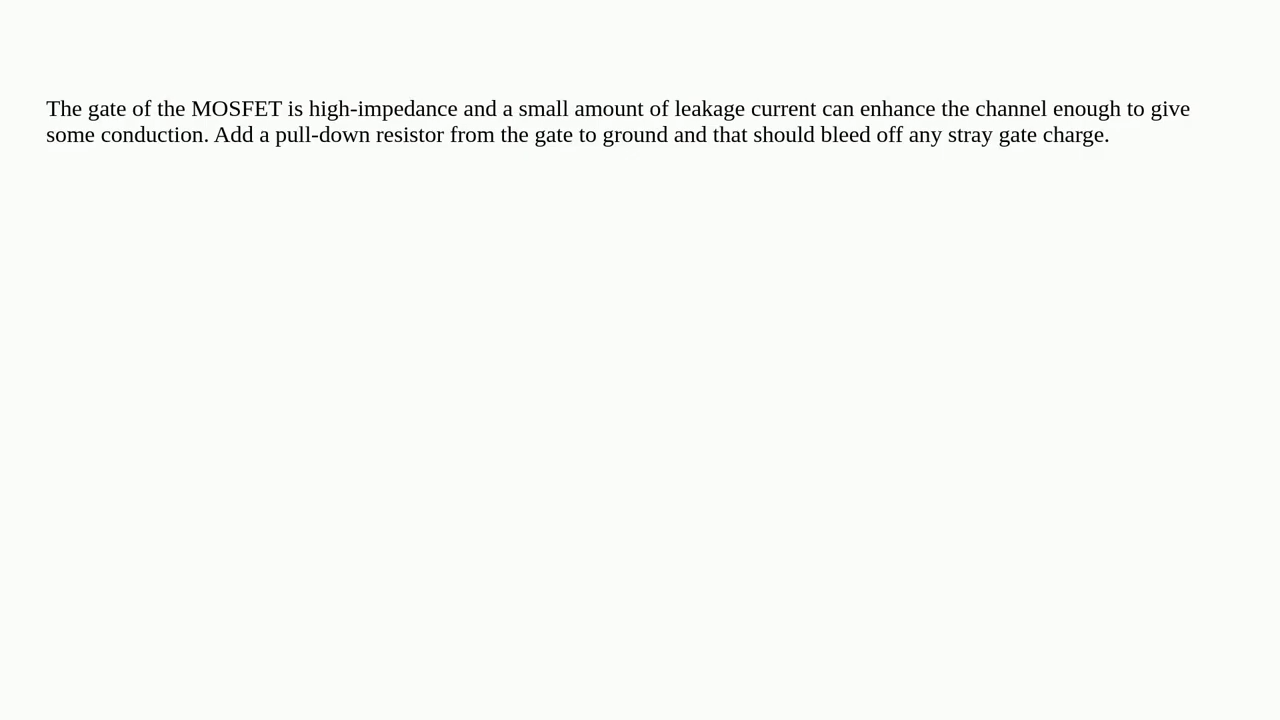 The gate of the MOSFET is high-impedance and a small amount of leakage current can enhance the channel enough to give
some conduction. Add a pull-down resistor from the gate to ground and that should bleed off any stray gate charge.